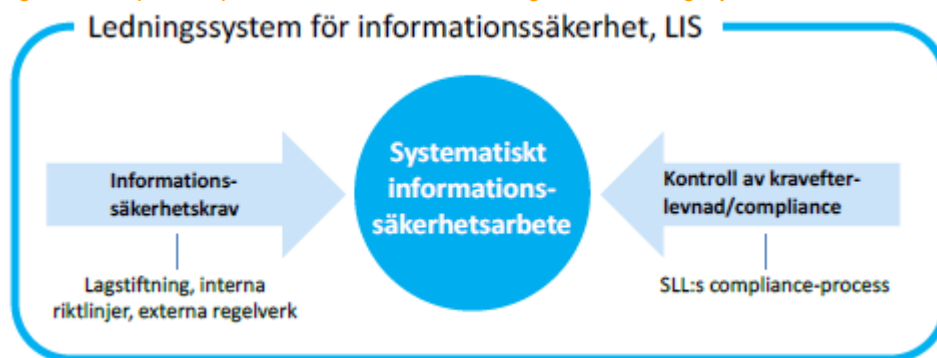 Ledningssystem för informationssäkerhet, LIS
Systematiskt
informations-
säkerhetsarbete
Informations-
säkerhetskrav
Kontroll av kravefter-
levnad/compliance
Lagstiftning, interna
riktlinjer, externa regelverk
SLL:s compliance-process